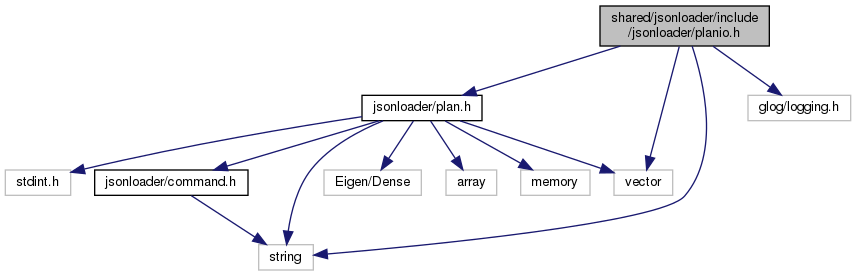 shared/jsonloader/include
/jsonloader/planio.h
jsonloader/plan.h
glog/logging.h
stdint.h
jsonloader/command.h
Eigen/Dense
array
memory
vector
string